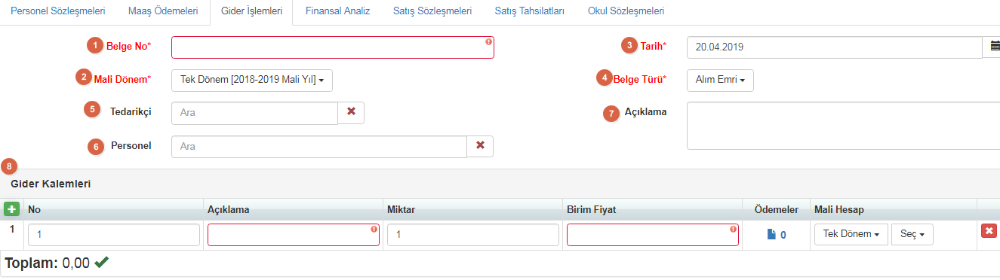 Personel Sözleşmeleri Maaş Ödemeleri Gider İşlemleri Finansal Analiz Satış Sözleşmeleri Satış Tahsilatları Okul Sözleşmeleri
1 Belge No* 3 Tarih* 20.04.2019
2 Mali Dönem* Tek Dönem [2018-2019 Mali Yıl] 4 Belge Türü* Alım Emri
5 Tedarikçi Ara 7 Açıklama
6 Personel Ara
8
Gider Kalemleri
No Açıklama Miktar Birim Fiyat Ödemeler Mali Hesap
1 1 1 0 Tek Dönem Seç
Toplam: 0,00